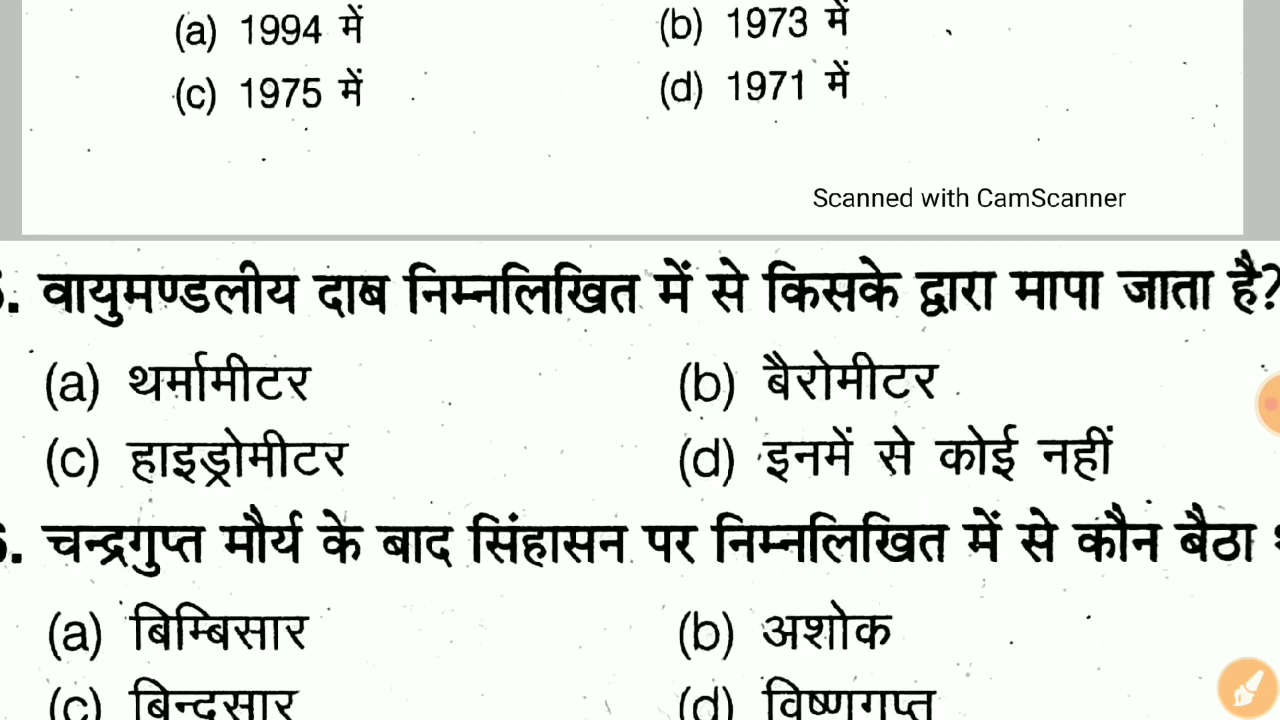 (a) 1994 में (b) 1973 में
(c) 1975 में (d) 1971 में
Scanned with CamScanner
. वायुमण्डलीय दाब निम्नलिखित में से किसके द्वारा मापा जाता है?
(a) थर्मामीटर (b) बैरोमीटर
(c) हाइड्रोमीटर (d) इनमें से कोई नहीं
. चन्द्रगुप्त मौर्य के बाद सिंहासन पर निम्नलिखित में से कौन बैठा
(a) बिम्बिसार (b) अशोक
(c) बिन्दुसार (d) विष्णुगुप्त